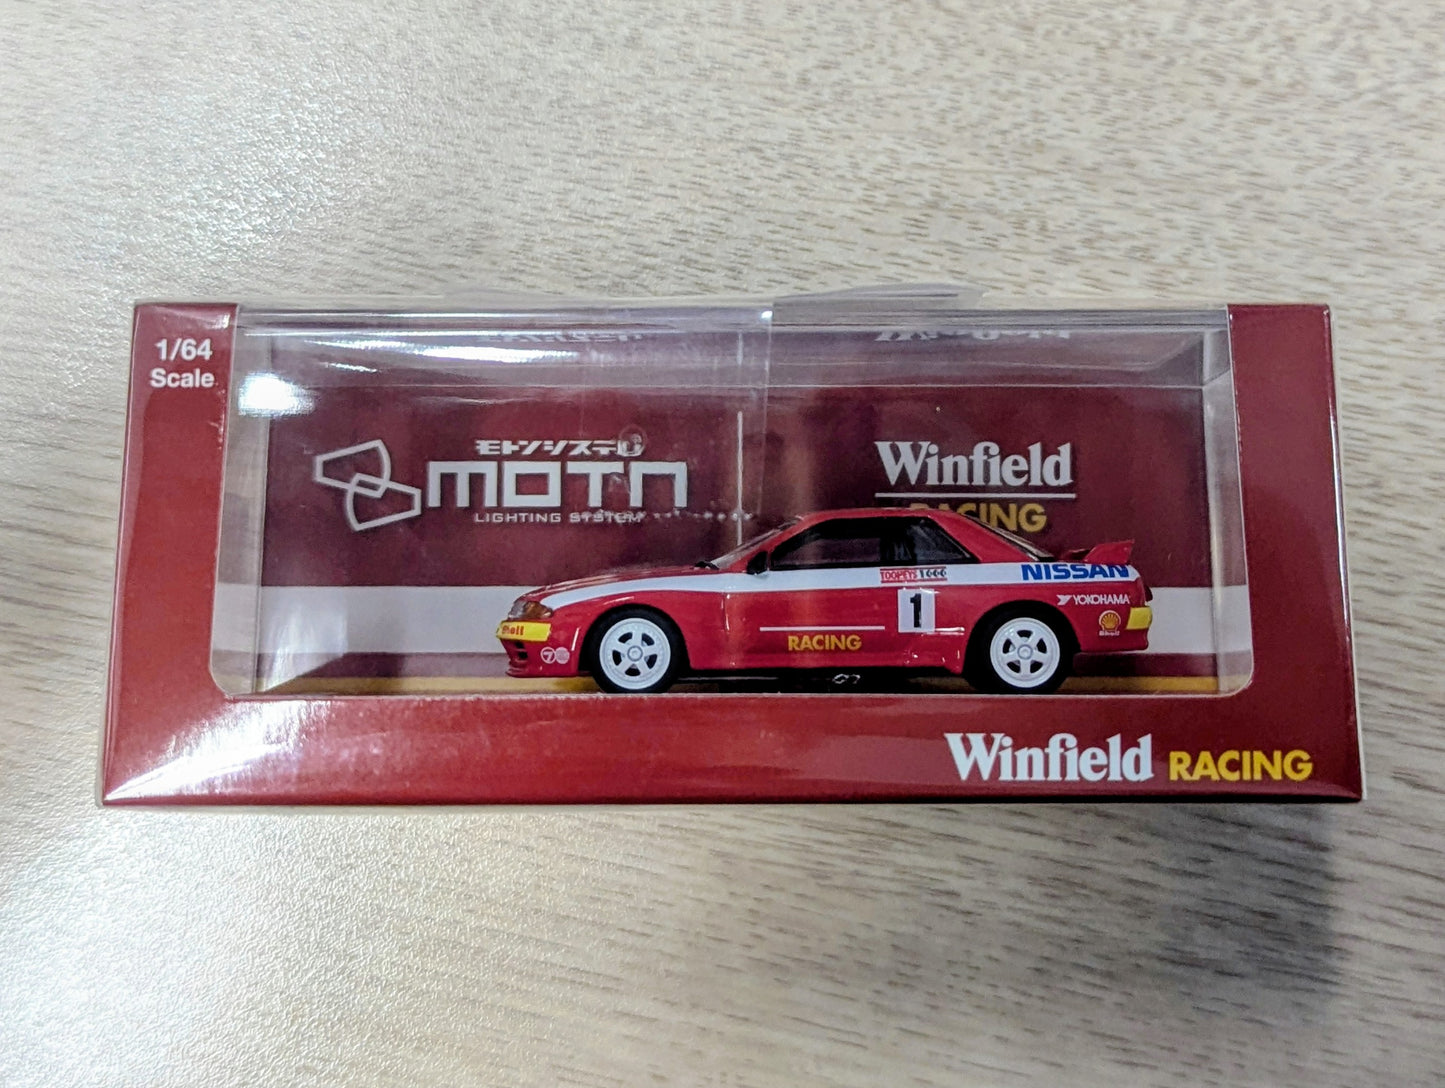 1/64
Scale
モトンシステム
MOTN
LIGHTING SYSTEM
Winfield
RACING
TOOHEYS 1000
NISSAN
YOKOHAMA
1
Shell
Shell
RACING
7
Winfield RACING